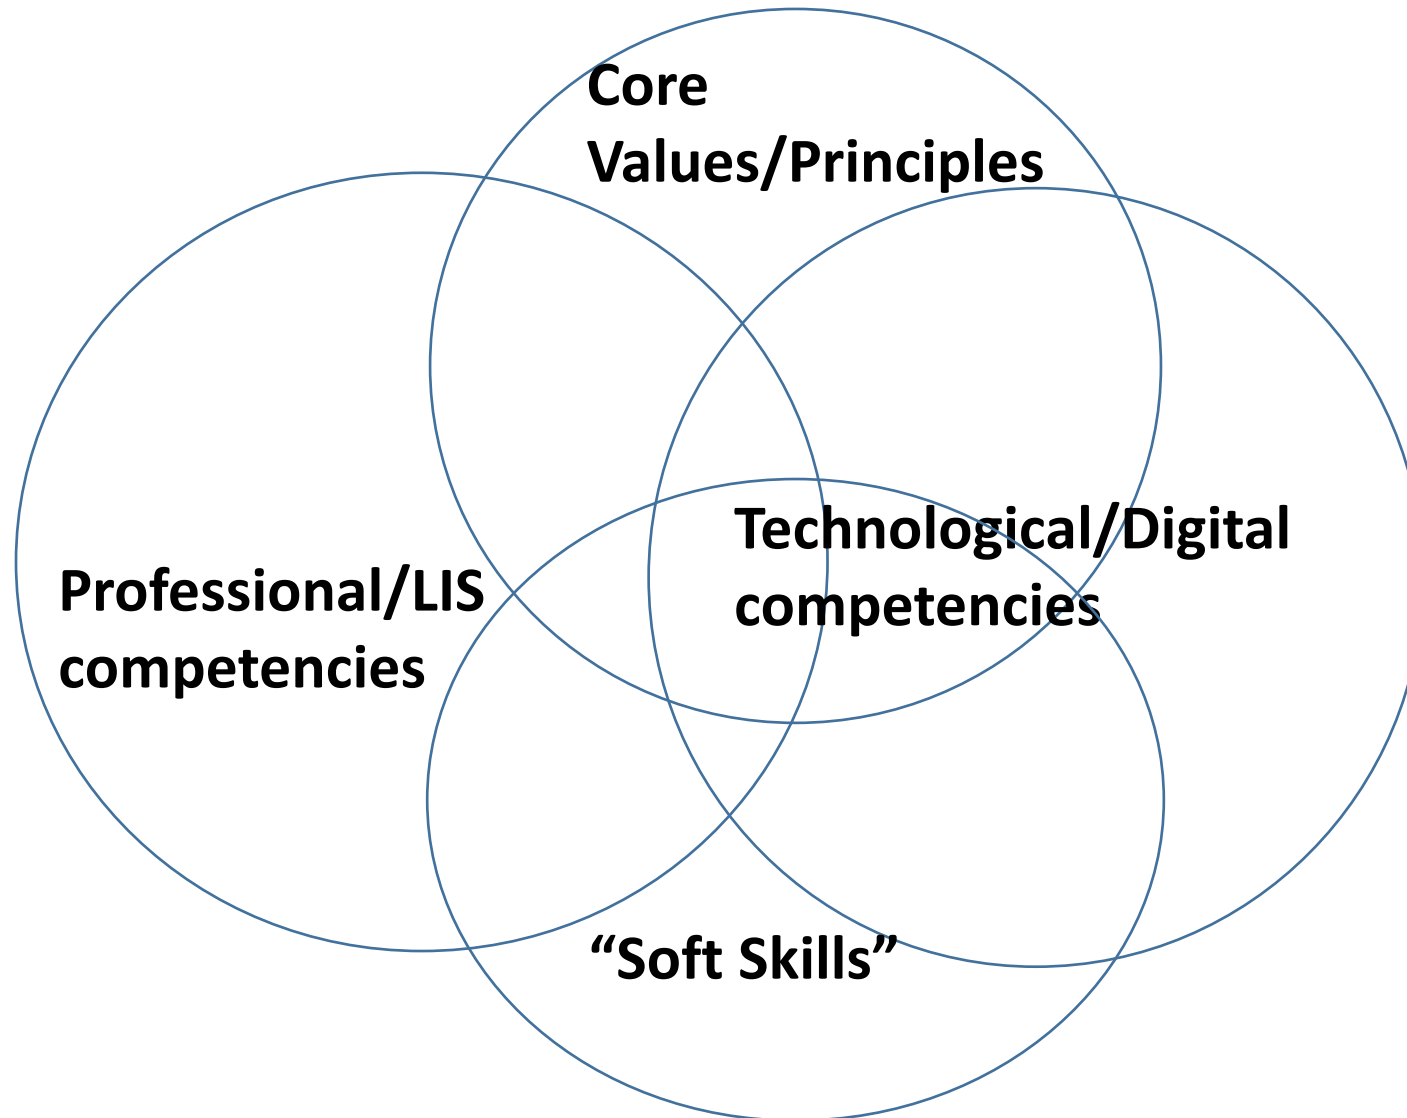 Core
Values/Principles
Technological/Digital
competencies
Professional/LIS
competencies
“Soft Skills”